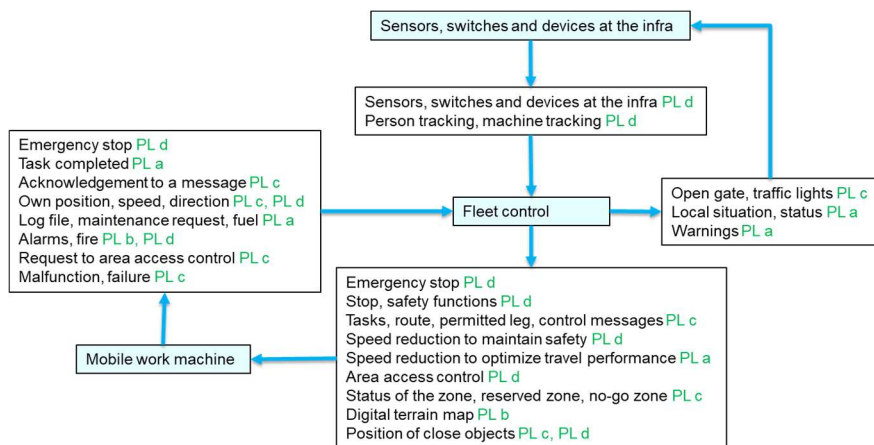 Sensors, switches and devices at the infra
Sensors, switches and devices at the infra PL d
Person tracking, machine tracking PL d
Emergency stop PL d
Task completed PL a
Acknowledgement to a message PL c
Own position, speed, direction PL c, PL d
Log file, maintenance request, fuel PL a
Alarms, fire PL b, PL d
Request to area access control PL c
Malfunction, failure PL c
Fleet control
Open gate, traffic lights PL c
Local situation, status PL a
Warnings PL a
Mobile work machine
Emergency stop PL d
Stop, safety functions PL d
Tasks, route, permitted leg, control messages PL c
Speed reduction to maintain safety PL d
Speed reduction to optimize travel performance PL a
Area access control PL d
Status of the zone, reserved zone, no-go zone PL c
Digital terrain map PL b
Position of close objects PL c, PL d